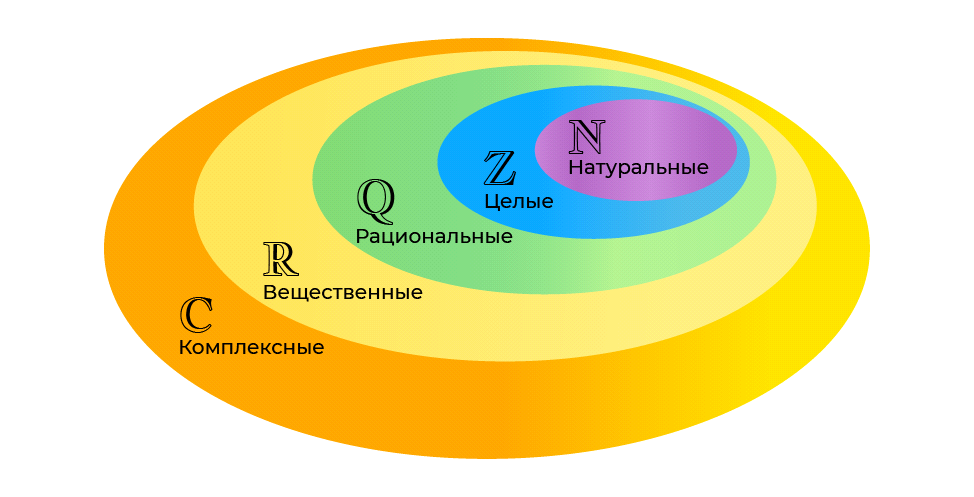 ℕ
Натуральные
ℤ
Целые
ℚ
Рациональные
ℝ
Вещественные
ℂ
Комплексные